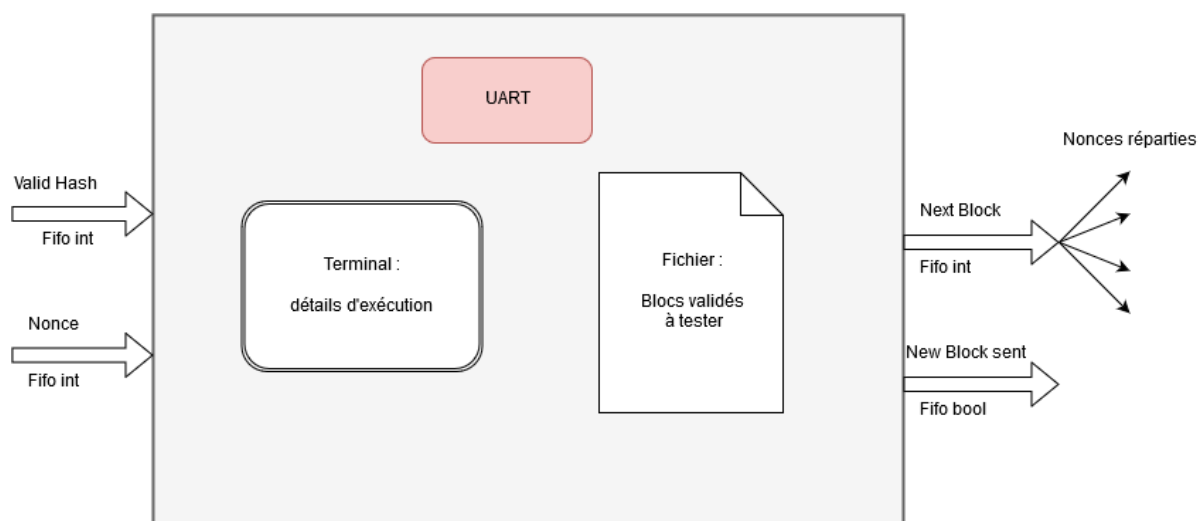 UART
Nonces réparties
Valid Hash
Fifo int
Terminal :
détails d'exécution
Fichier :
Blocs validés
à tester
Next Block
Fifo int
Nonce
Fifo int
New Block sent
Fifo bool